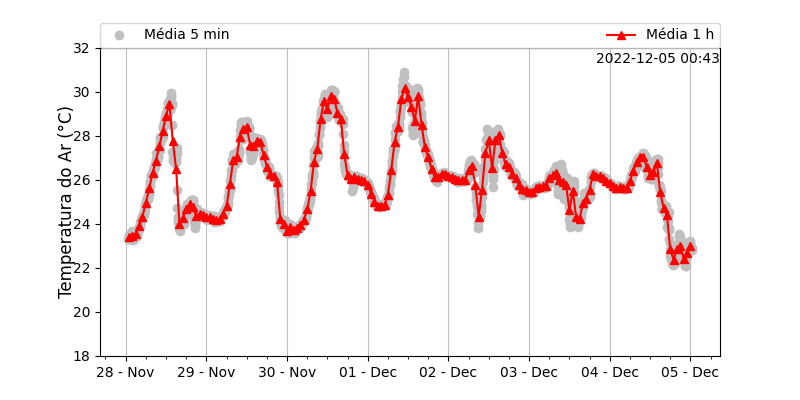 Média 5 min
Média 1 h
2022-12-05 00:43
Temperatura do Ar (°C)
32
30
28
26
24
22
20
18
28 - Nov
29 - Nov
30 - Nov
01 - Dec
02 - Dec
03 - Dec
04 - Dec
05 - Dec